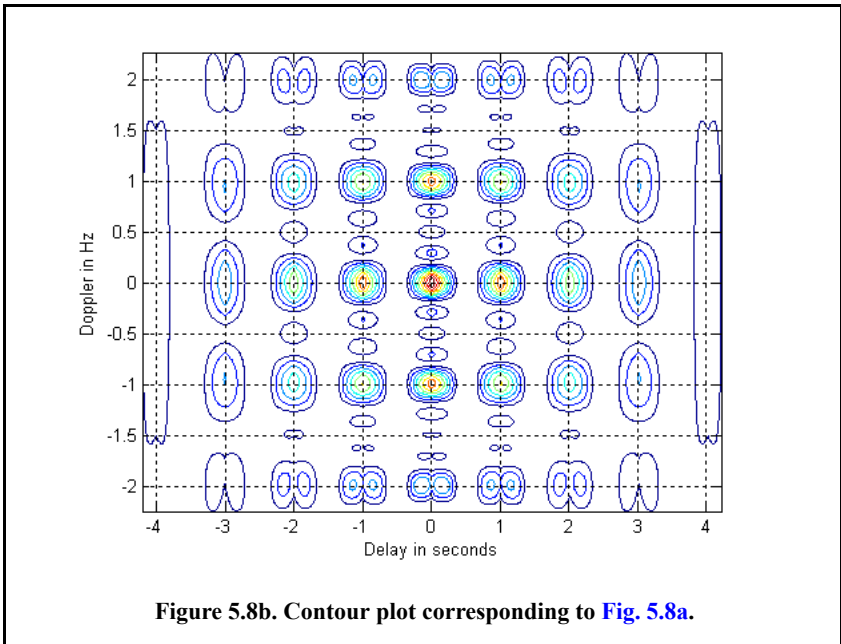 2
1.5
1
0.5
0
-0.5
-1
-1.5
-2
Doppler in Hz
-4 -3 -2 -1 0 1 2 3 4
Delay in seconds
Figure 5.8b. Contour plot corresponding to Fig. 5.8a.